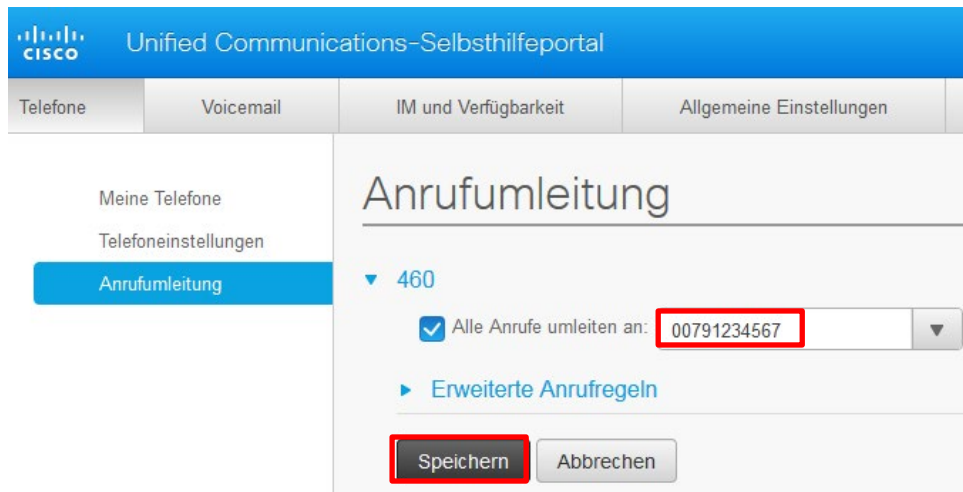 CISCO Unified Communications-Selbsthilfeportal
Telefone Voicemail IM und Verfügbarkeit Allgemeine Einstellungen
Meine Telefone
Telefoneinstellungen
Anrufumleitung
Anrufumleitung
460
Alle Anrufe umleiten an: 00791234567
Erweiterte Anrufregeln
Speichern Abbrechen